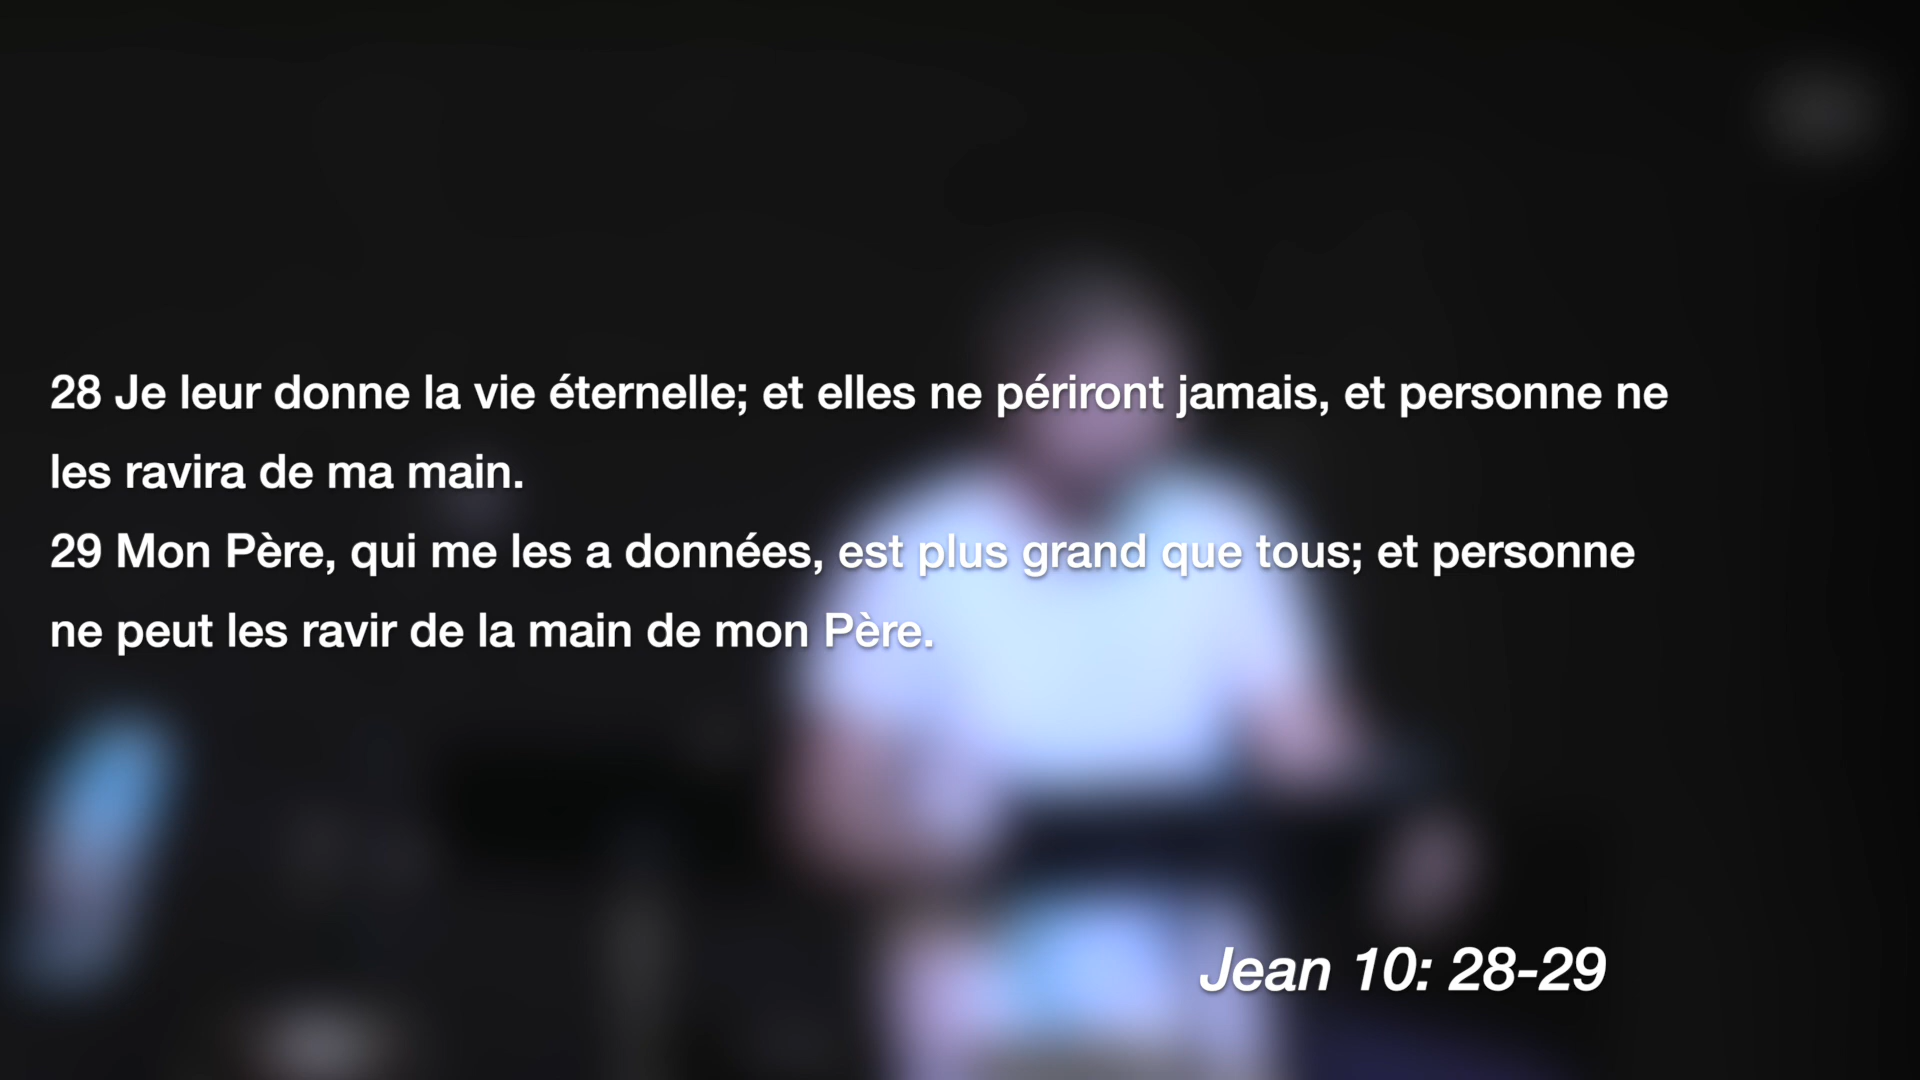 28 Je leur donne la vie éternelle; et elles ne périront jamais, et personne ne
les ravira de ma main.
29 Mon Père, qui me les a données, est plus grand que tous; et personne
ne peut les ravir de la main de mon Père.
Jean 10: 28-29